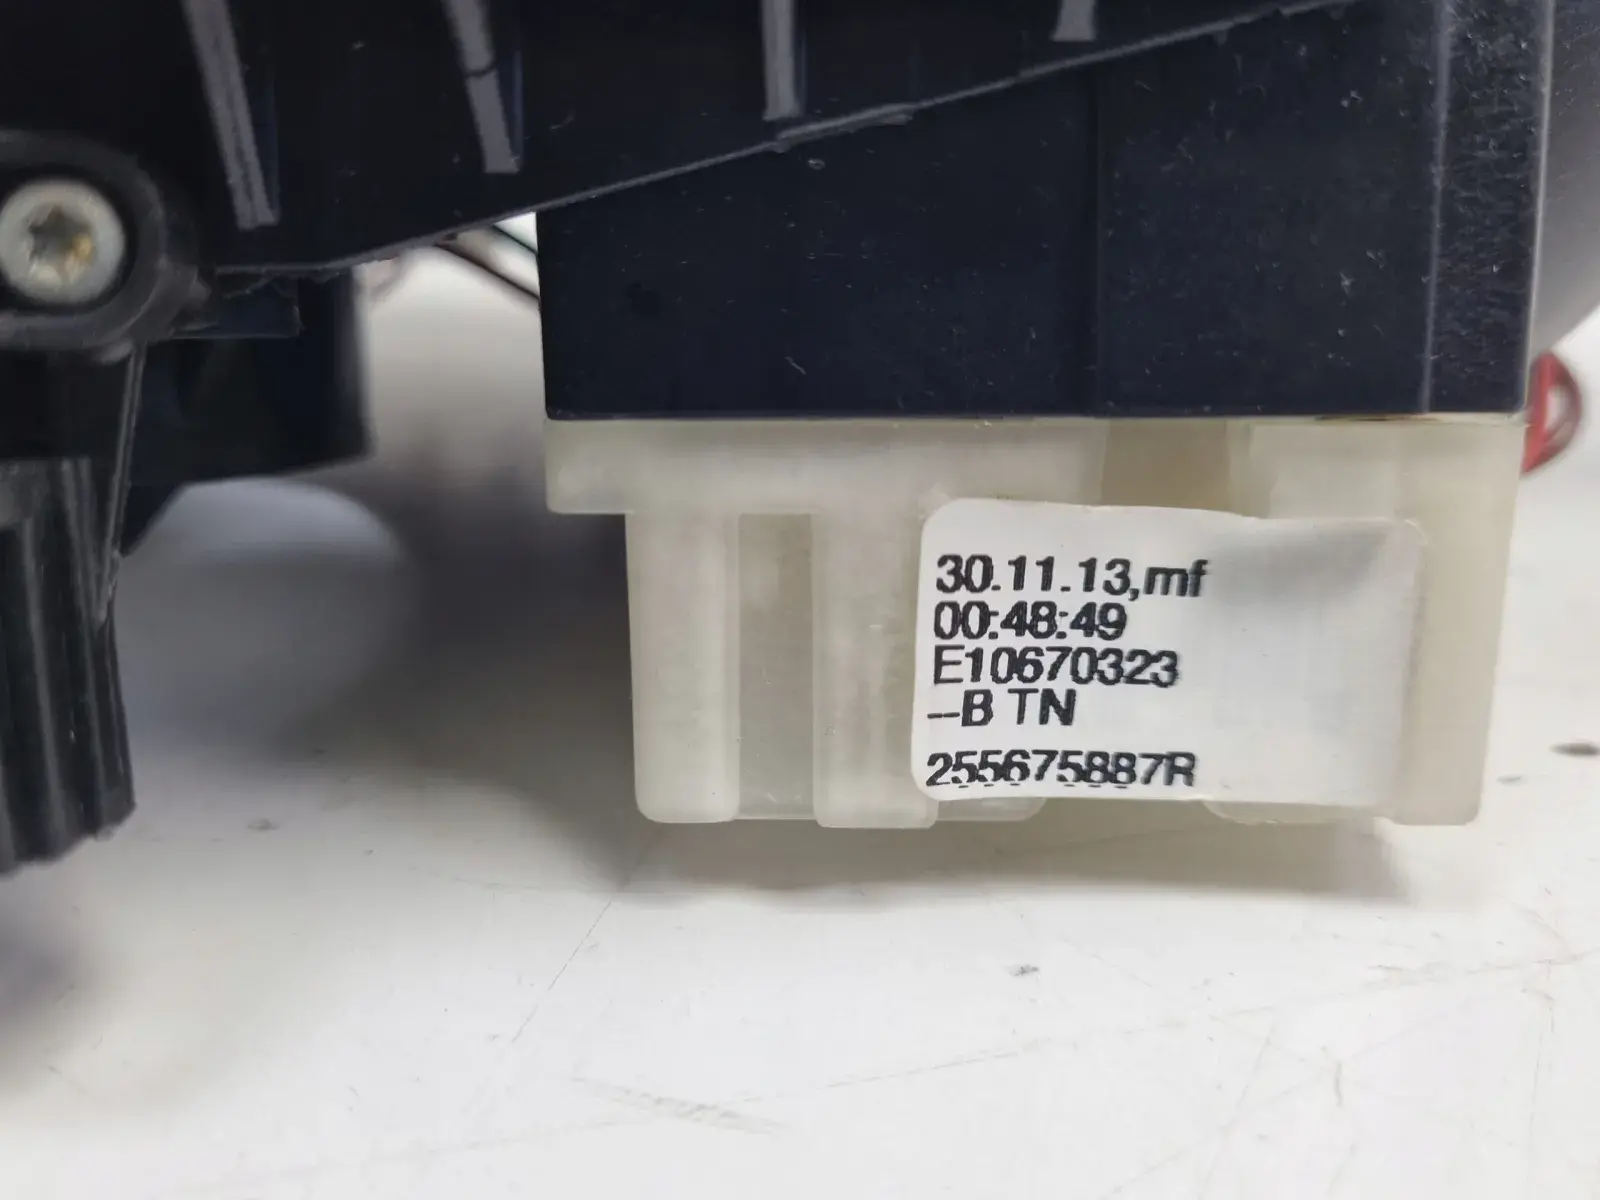 30.11.13,mf
00:48:49
E10670323
--B TN
255675887R